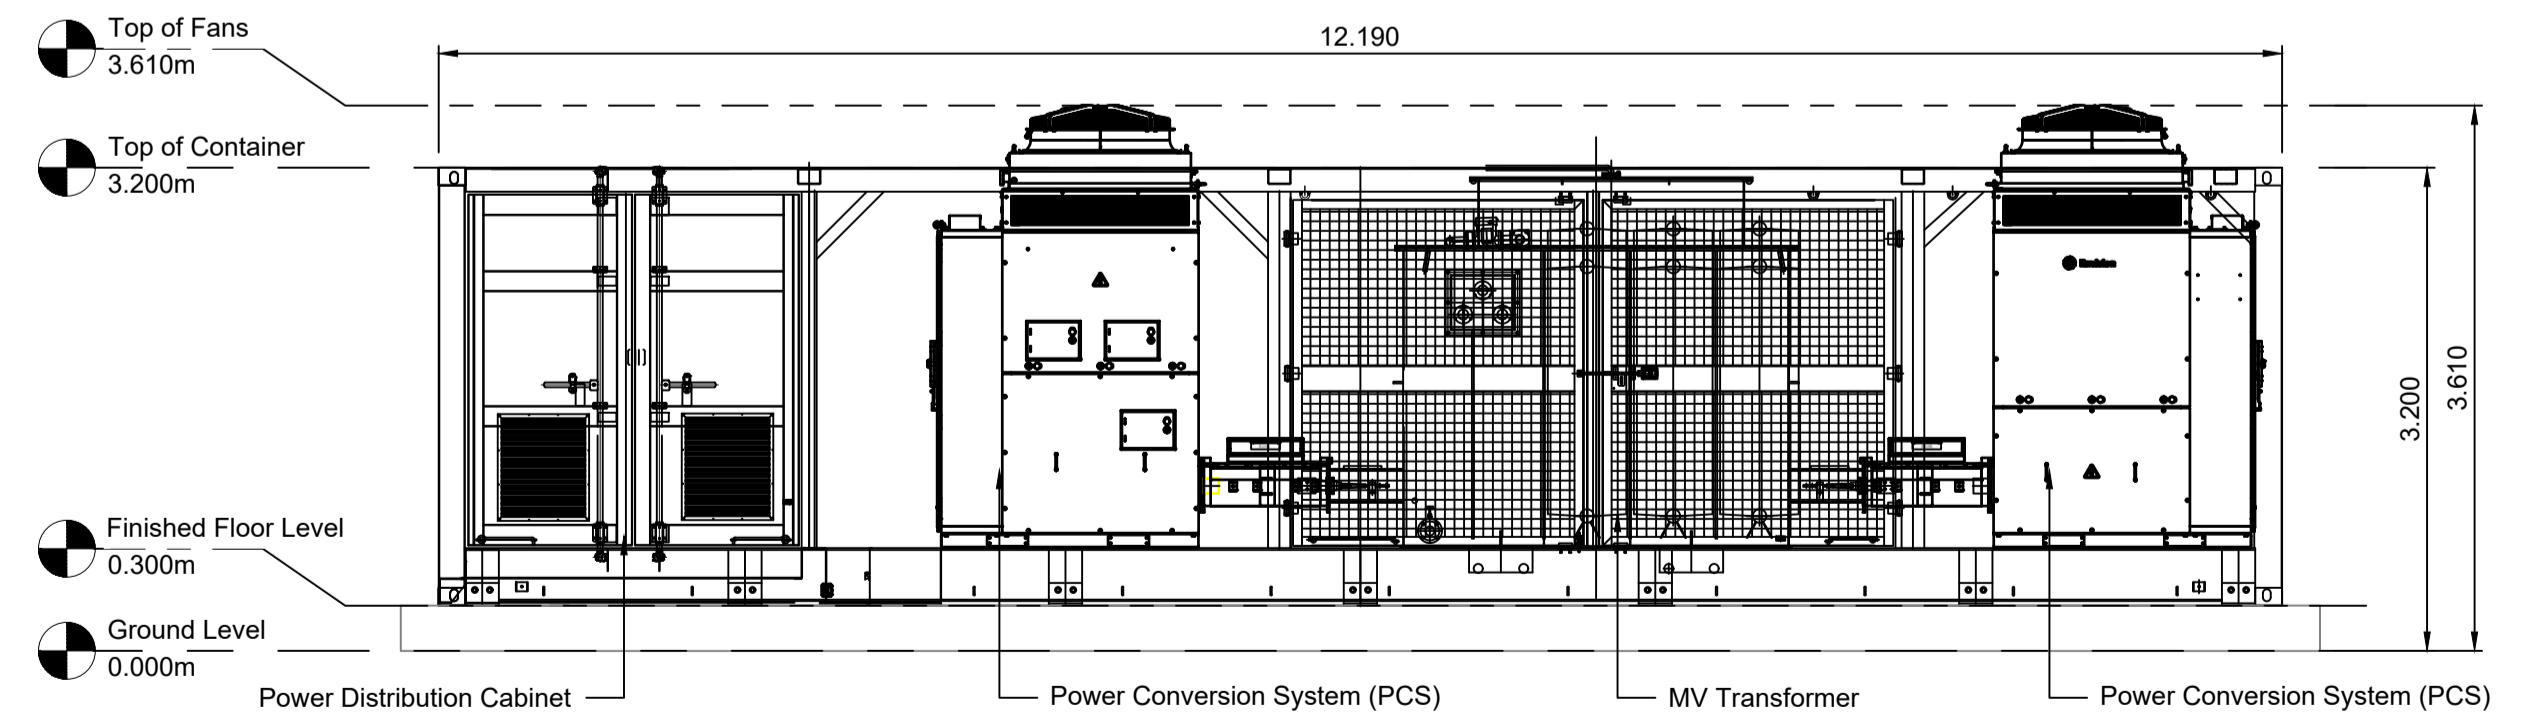 Top of Fans
3.610m
12.190
Top of Container
3.200m
3.200
3.610
Finished Floor Level
0.300m
Ground Level
0.000m
Power Distribution Cabinet
Power Conversion System (PCS)
MV Transformer
Power Conversion System (PCS)